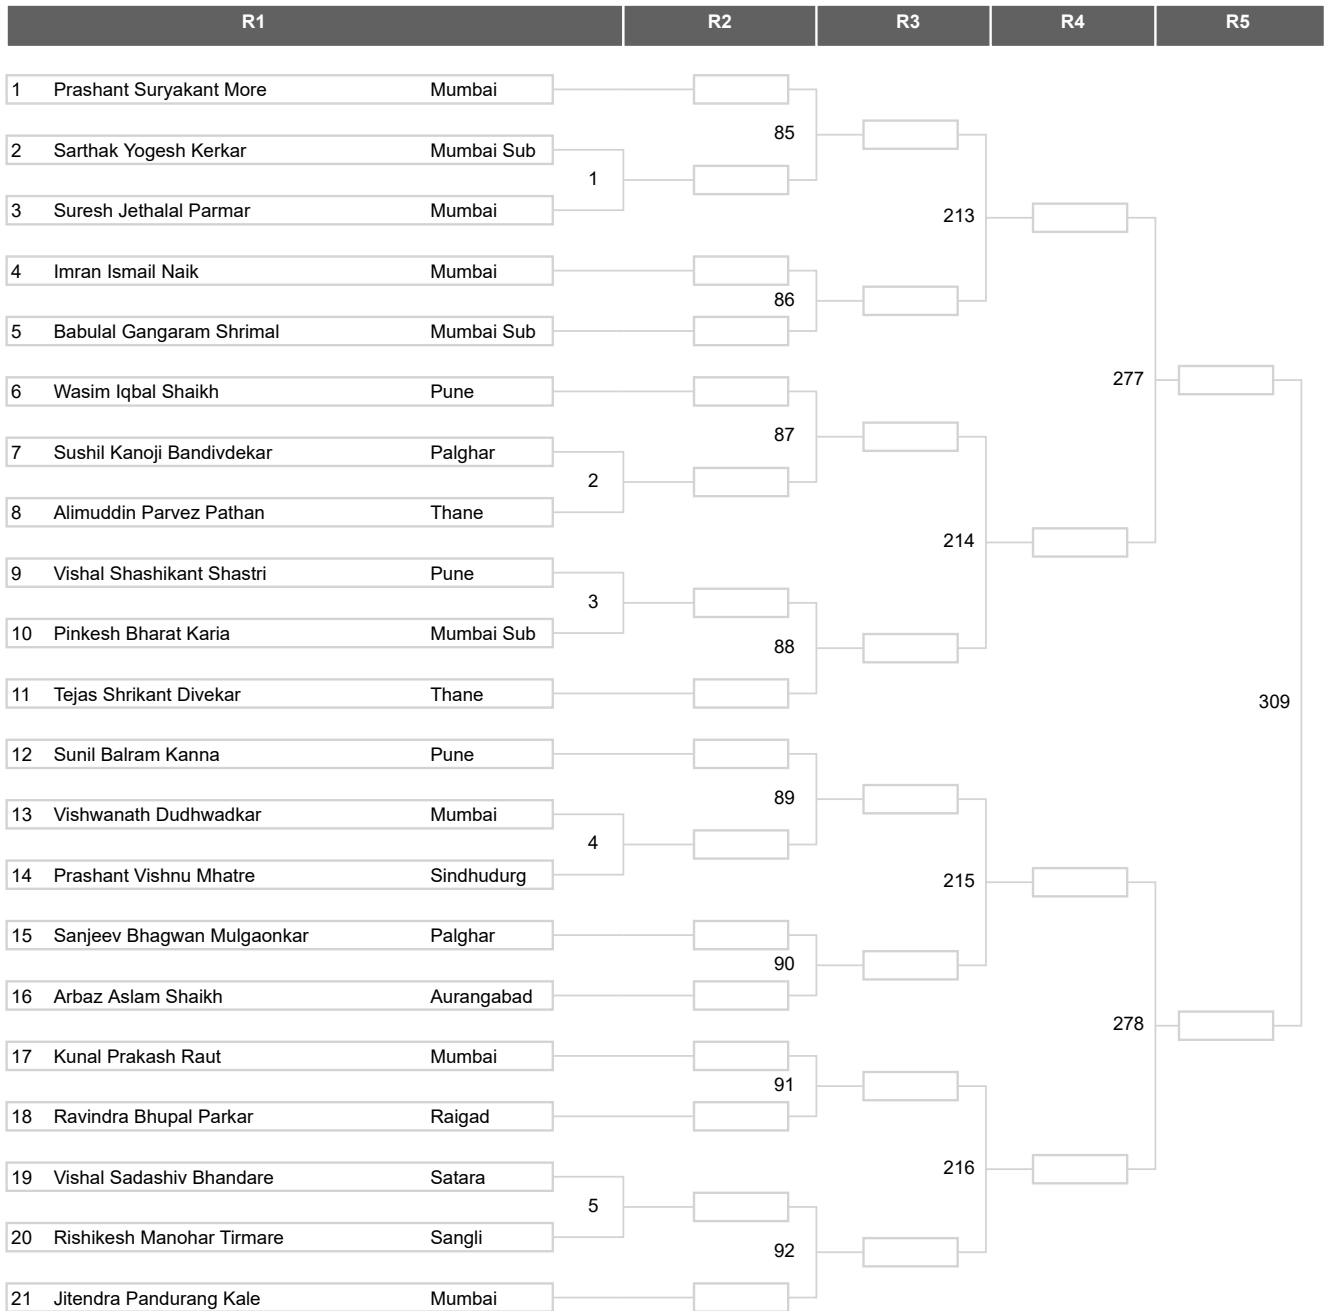 R1 R2 R3 R4 R5
1 Prashant Suryakant More Mumbai
85
2 Sarthak Yogesh Kerkar Mumbai Sub
1
3 Suresh Jethalal Parmar Mumbai
213
4 Imran Ismail Naik Mumbai
86
5 Babulal Gangaram Shrimal Mumbai Sub
277
6 Wasim Iqbal Shaikh Pune
87
7 Sushil Kanoji Bandivdekar Palghar
2
8 Alimuddin Parvez Pathan Thane
214
9 Vishal Shashikant Shastri Pune
3
10 Pinkesh Bharat Karia Mumbai Sub
88
11 Tejas Shrikant Divekar Thane
309
12 Sunil Balram Kanna Pune
89
13 Vishwanath Dudhwadkar Mumbai
4
14 Prashant Vishnu Mhatre Sindhudurg
215
15 Sanjeev Bhagwan Mulgaonkar Palghar
90
16 Arbaz Aslam Shaikh Aurangabad
278
17 Kunal Prakash Raut Mumbai
91
18 Ravindra Bhupal Parkar Raigad
216
19 Vishal Sadashiv Bhandare Satara
5
20 Rishikesh Manohar Tirmare Sangli
92
21 Jitendra Pandurang Kale Mumbai